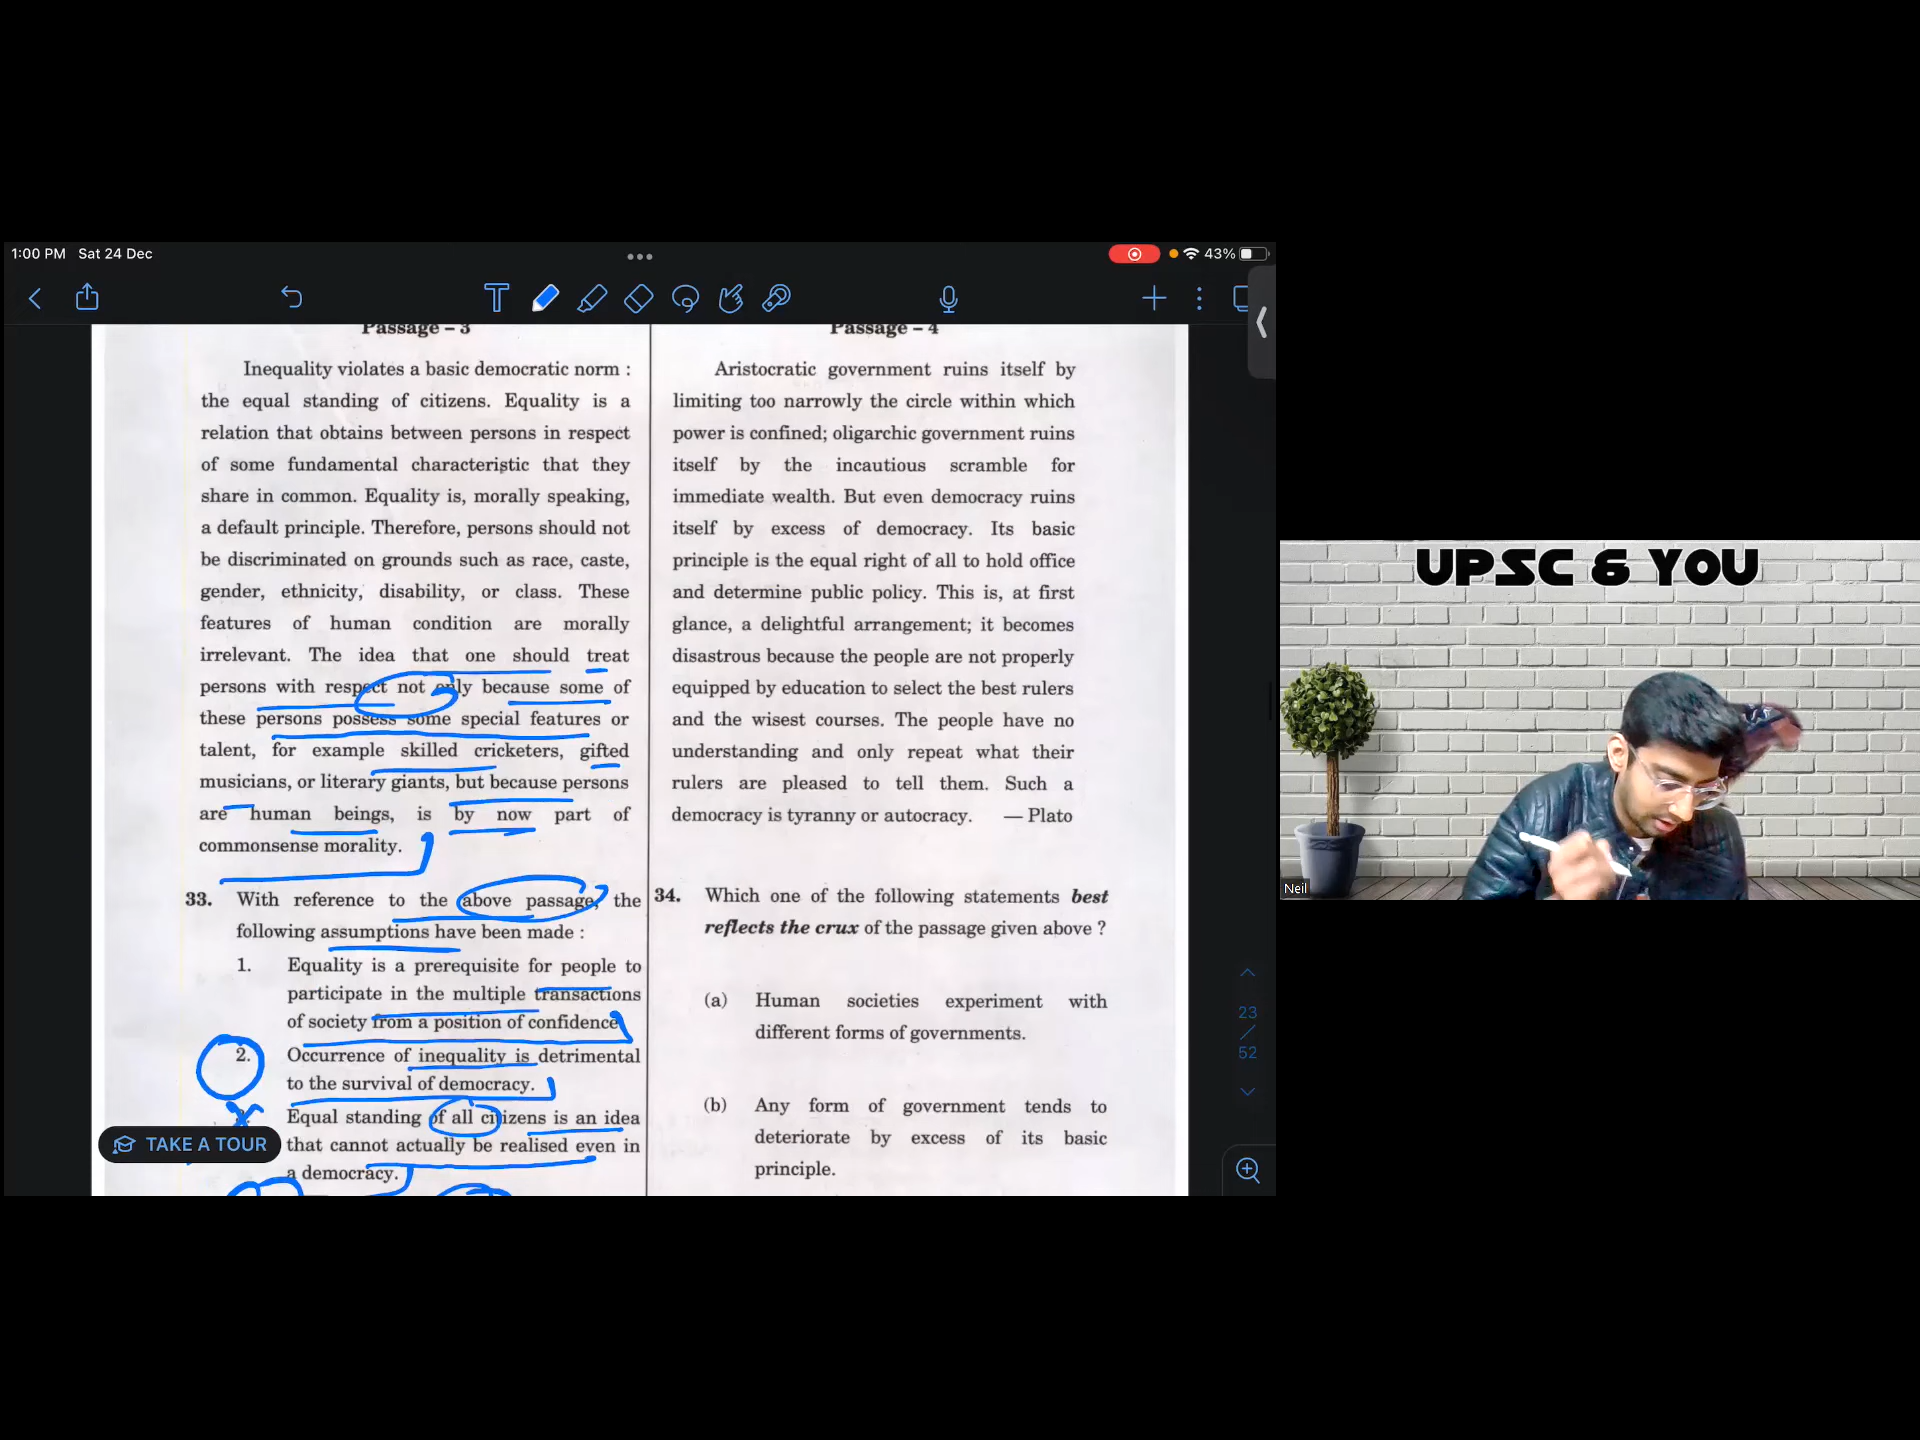 1:00 PM Sat 24 Dec
43%
Passage – 3
Inequality violates a basic democratic norm :
the equal standing of citizens. Equality is a
relation that obtains between persons in respect
of some fundamental characteristic that they
share in common. Equality is, morally speaking,
a default principle. Therefore, persons should not
be discriminated on grounds such as race, caste,
gender, ethnicity, disability, or class. These
features of human condition are morally
irrelevant. The idea that one should treat
persons with respect not only because some of
these persons possess some special features or
talent, for example skilled cricketers, gifted
musicians, or literary giants, but because persons
are human beings, is by now part of
commonsense morality.
33. With reference to the above passage, the
following assumptions have been made :
1. Equality is a prerequisite for people to
participate in the multiple transactions
of society from a position of confidence
2. Occurrence of inequality is detrimental
to the survival of democracy.
Equal standing of all citizens is an idea
that cannot actually be realised even in
a democracy.
TAKE A TOUR
Passage – 4
Aristocratic government ruins itself by
limiting too narrowly the circle within which
power is confined; oligarchic government ruins
itself by the incautious scramble for
immediate wealth. But even democracy ruins
itself by excess of democracy. Its basic
principle is the equal right of all to hold office
and determine public policy. This is, at first
glance, a delightful arrangement; it becomes
disastrous because the people are not properly
equipped by education to select the best rulers
and the wisest courses. The people have no
understanding and only repeat what their
rulers are pleased to tell them. Such a
democracy is tyranny or autocracy. — Plato
34. Which one of the following statements best
reflects the crux of the passage given above ?
(a) Human societies experiment with
different forms of governments.
(b) Any form of government tends to
deteriorate by excess of its basic
principle.
23
/
52
UPSC & YOU
Neil